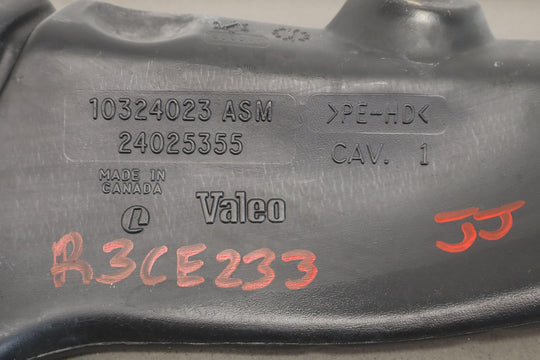 10324023 ASM
24025355
>PE-HD<
CAV. 1
MADE IN
CANADA
Valeo
R3CE233
JJ